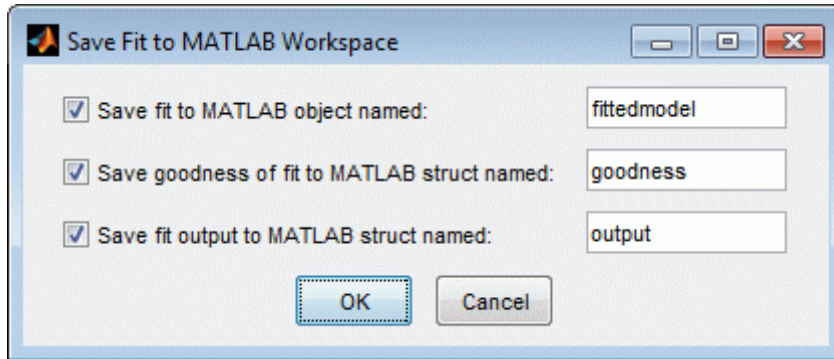 Save Fit to MATLAB Workspace
Save fit to MATLAB object named: fittedmodel
Save goodness of fit to MATLAB struct named: goodness
Save fit output to MATLAB struct named: output
OK Cancel